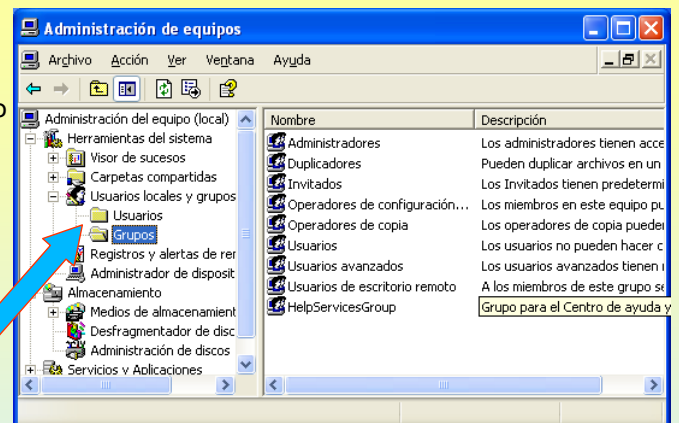 Administración de equipos
Archivo Acción Ver Ventana Ayuda
o
Administración del equipo (local)
Herramientas del sistema
Visor de sucesos
Carpetas compartidas
Usuarios locales y grupos
Usuarios
Grupos
Registros y alertas de rer
Administrador de disposit
Almacenamiento
Medios de almacenamient
Desfragmentador de disc
Administración de discos
Servicios y Aplicaciones
Nombre Descripción
Administradores Los administradores tienen acce
Duplicadores Pueden duplicar archivos en un
Invitados Los Invitados tienen predetermi
Operadores de configuración... Los miembros en este equipo pu
Operadores de copia Los operadores de copia puede
Usuarios Los usuarios no pueden hacer c
Usuarios avanzados Los usuarios avanzados tienen
Usuarios de escritorio remoto A los miembros de este grupo se
HelpServicesGroup Grupo para el Centro de ayuda y